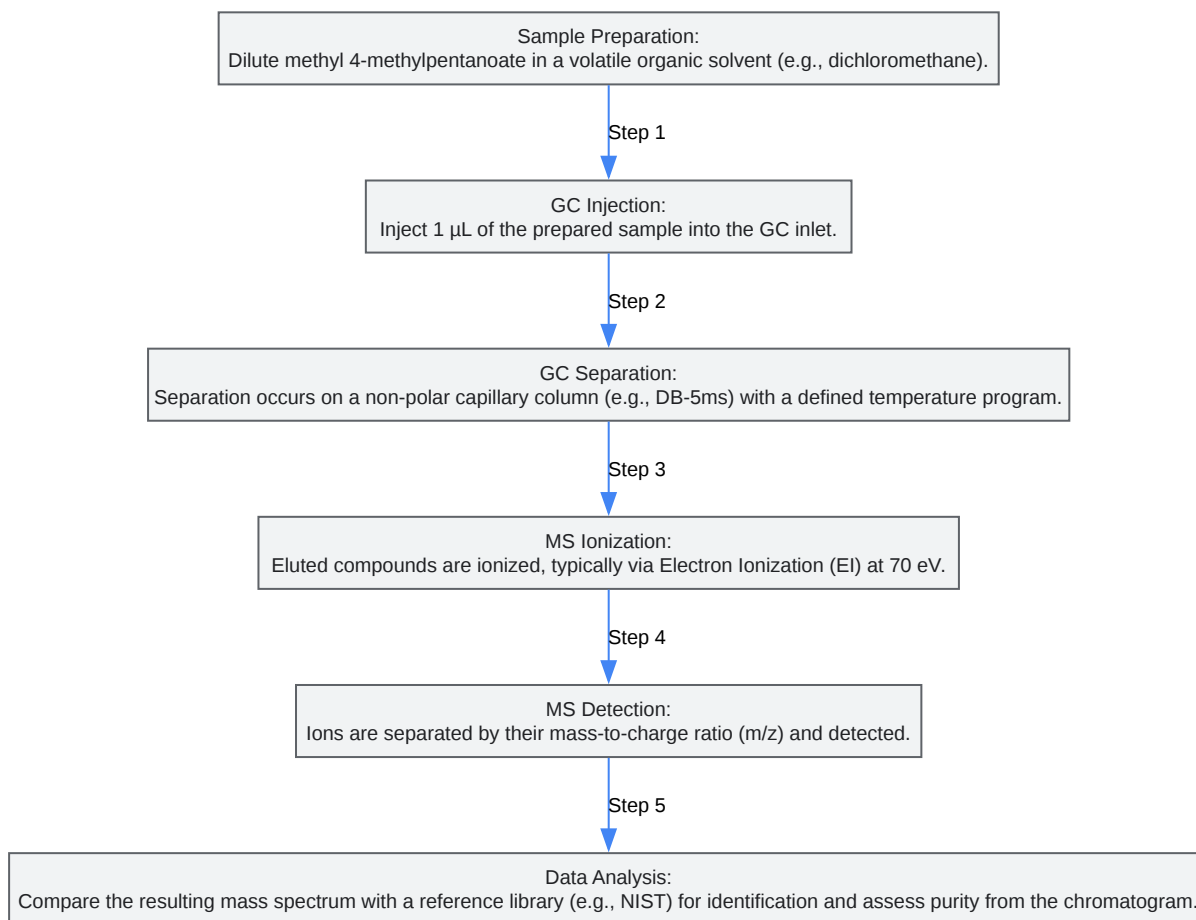 Sample Preparation:
Dilute methyl 4-methylpentanoate in a volatile organic solvent (e.g., dichloromethane).
Step 1
GC Injection:
Inject 1 µL of the prepared sample into the GC inlet.
Step 2
GC Separation:
Separation occurs on a non-polar capillary column (e.g., DB-5ms) with a defined temperature program.
Step 3
MS Ionization:
Eluted compounds are ionized, typically via Electron Ionization (EI) at 70 eV.
Step 4
MS Detection:
Ions are separated by their mass-to-charge ratio (m/z) and detected.
Step 5
Data Analysis:
Compare the resulting mass spectrum with a reference library (e.g., NIST) for identification and assess purity from the chromatogram.